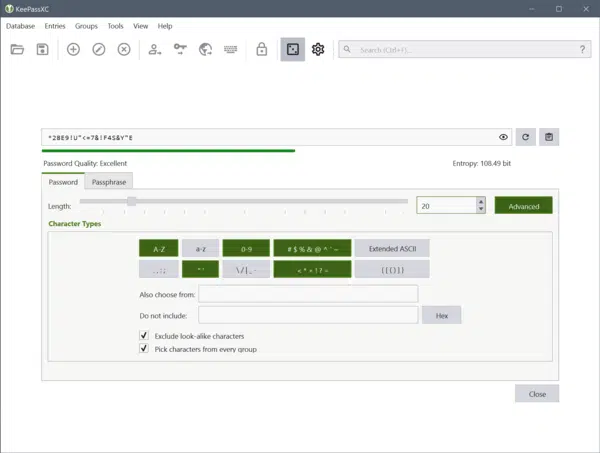 KeePassXC
Database Entries Groups Tools View Help
Search (Ctrl+F)... ?
*2BE9!U"<=7&!F4S&Y"E
Password Quality: Excellent Entropy: 108.49 bit
Password Passphrase
Length: 20 Advanced
Character Types
A-Z a-z 0-9 # $ % & @ ^ ` ~ Extended ASCII
. , : ; " ' \ / | _ - < * + ! ? = { [ ( ) ] }
Also choose from:
Do not include: Hex
Exclude look-alike characters
Pick characters from every group
Close